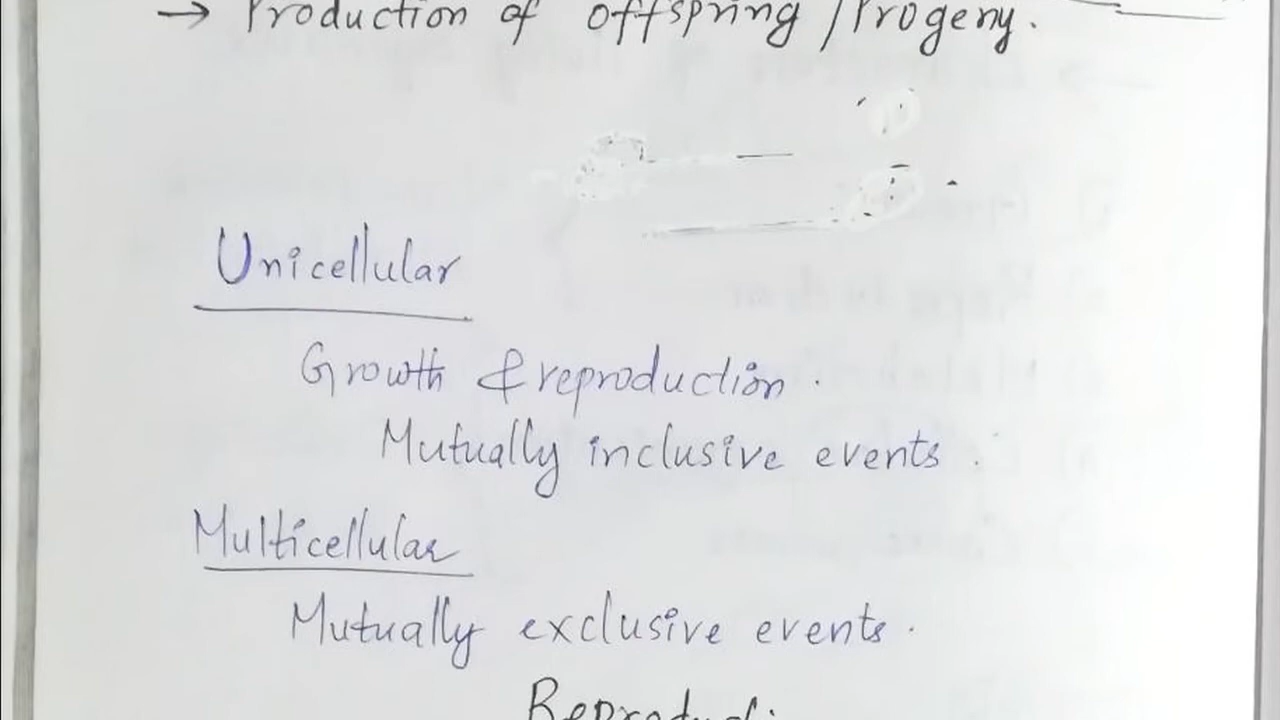 → Production of offspring / Progeny.
Unicellular
Growth & reproduction.
Mutually inclusive events.
Multicellular
Mutually exclusive events.